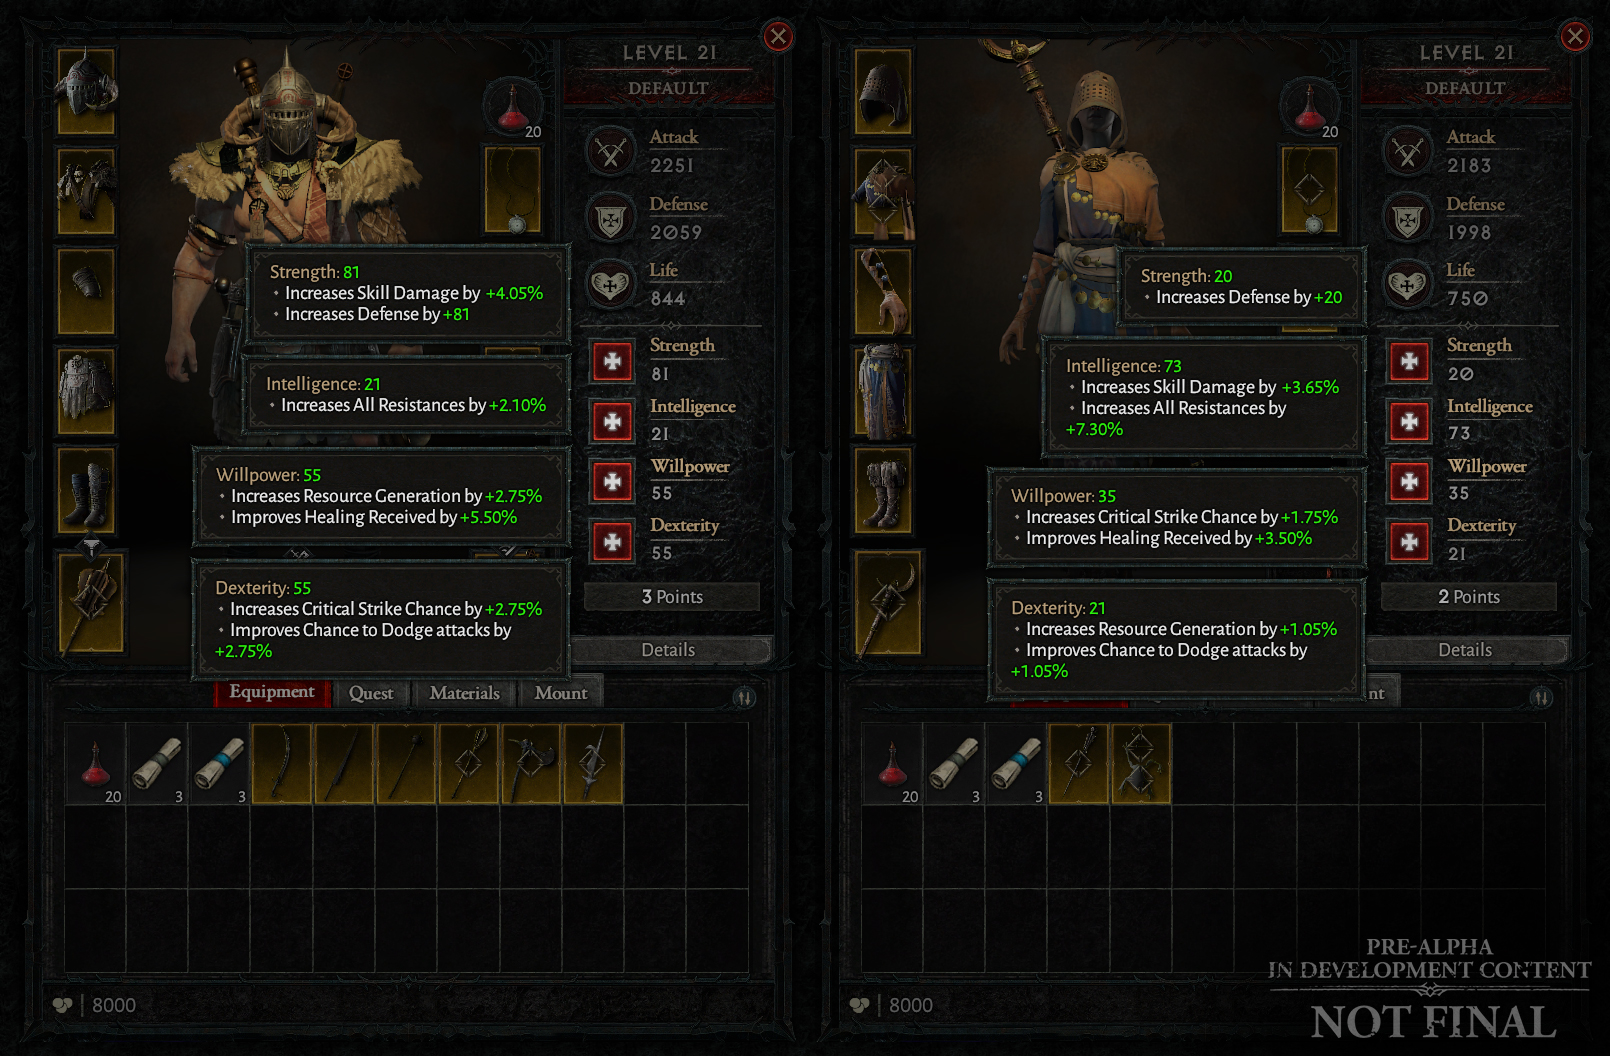 LEVEL 21
DEFAULT
20
Attack
2251
Defense
2059
Life
844
Strength: 81
• Increases Skill Damage by +4.05%
• Increases Defense by +81
Strength
81
Intelligence: 21
• Increases All Resistances by +2.10%
Intelligence
21
Willpower: 55
• Increases Resource Generation by +2.75%
• Improves Healing Received by +5.50%
Willpower
55
Dexterity: 55
• Increases Critical Strike Chance by +2.75%
• Improves Chance to Dodge attacks by
+2.75%
Dexterity
55
3 Points
Details
Equipment
Quest
Materials
Mount
20
3
3
8000
LEVEL 21
DEFAULT
20
Attack
2183
Defense
1998
Life
750
Strength: 20
• Increases Defense by +20
Strength
20
Intelligence: 73
• Increases Skill Damage by +3.65%
• Increases All Resistances by
+7.30%
Intelligence
73
Willpower: 35
• Increases Critical Strike Chance by +1.75%
• Improves Healing Received by +3.50%
Willpower
35
Dexterity: 21
• Increases Resource Generation by +1.05%
• Improves Chance to Dodge attacks by
+1.05%
Dexterity
21
2 Points
Details
nt
20
3
3
8000
PRE-ALPHA
IN DEVELOPMENT CONTENT
NOT FINAL